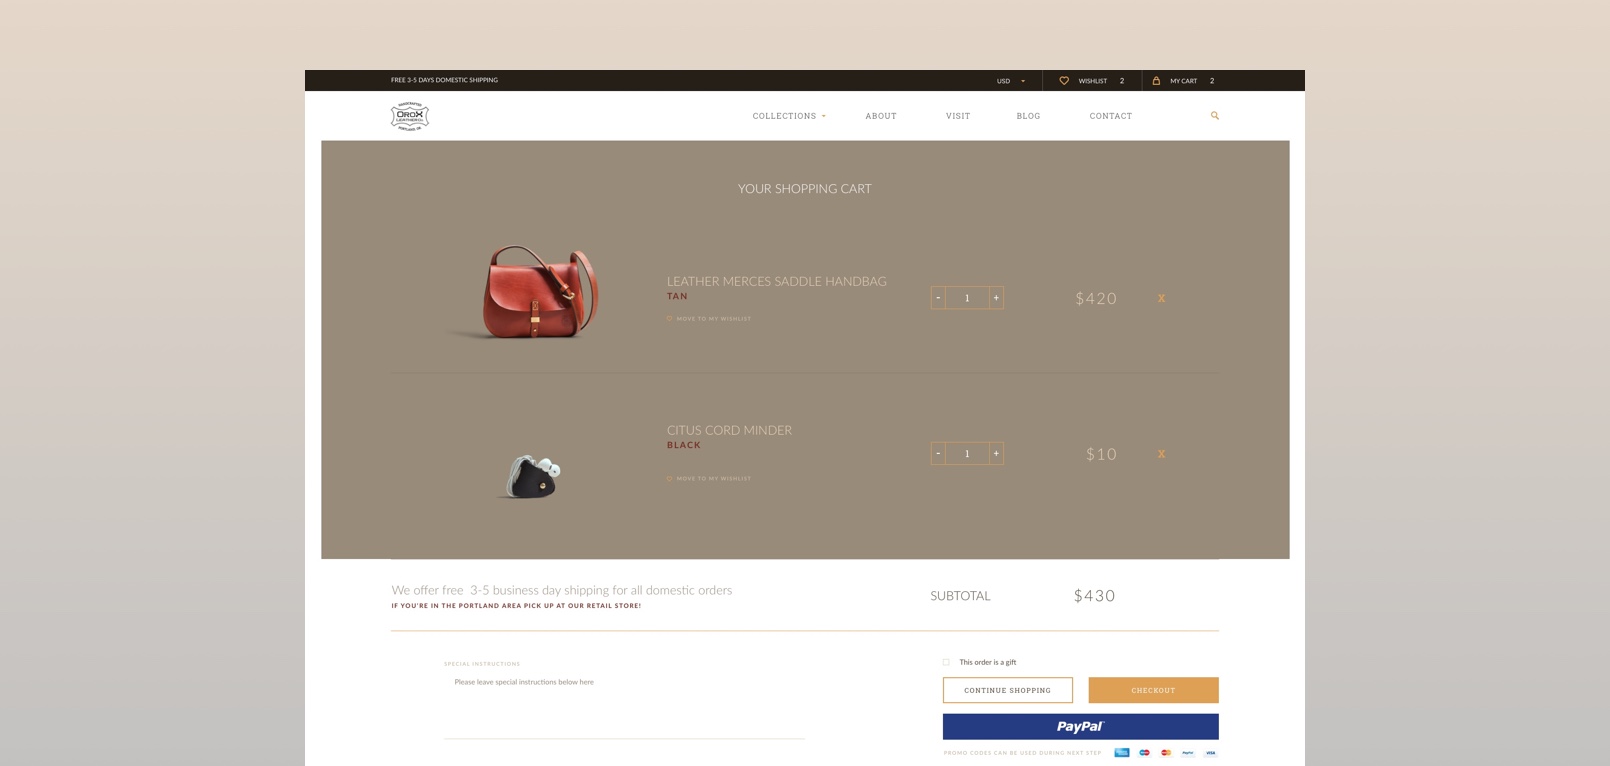 FREE 3-5 DAYS DOMESTIC SHIPPING
USD
WISHLIST 2
MY CART 2
HANDCRAFTED
OROX
LEATHER CO.
PORTLAND, OR
COLLECTIONS
ABOUT
VISIT
BLOG
CONTACT
YOUR SHOPPING CART
LEATHER MERCES SADDLE HANDBAG
TAN
MOVE TO MY WISHLIST
- 1 +
$420
X
CITUS CORD MINDER
BLACK
MOVE TO MY WISHLIST
- 1 +
$10
X
We offer free 3-5 business day shipping for all domestic orders
IF YOU'RE IN THE PORTLAND AREA PICK UP AT OUR RETAIL STORE!
SUBTOTAL
$430
SPECIAL INSTRUCTIONS
Please leave special instructions below here
This order is a gift
CONTINUE SHOPPING
CHECKOUT
PayPal
PROMO CODES CAN BE USED DURING NEXT STEP
PayPal
VISA